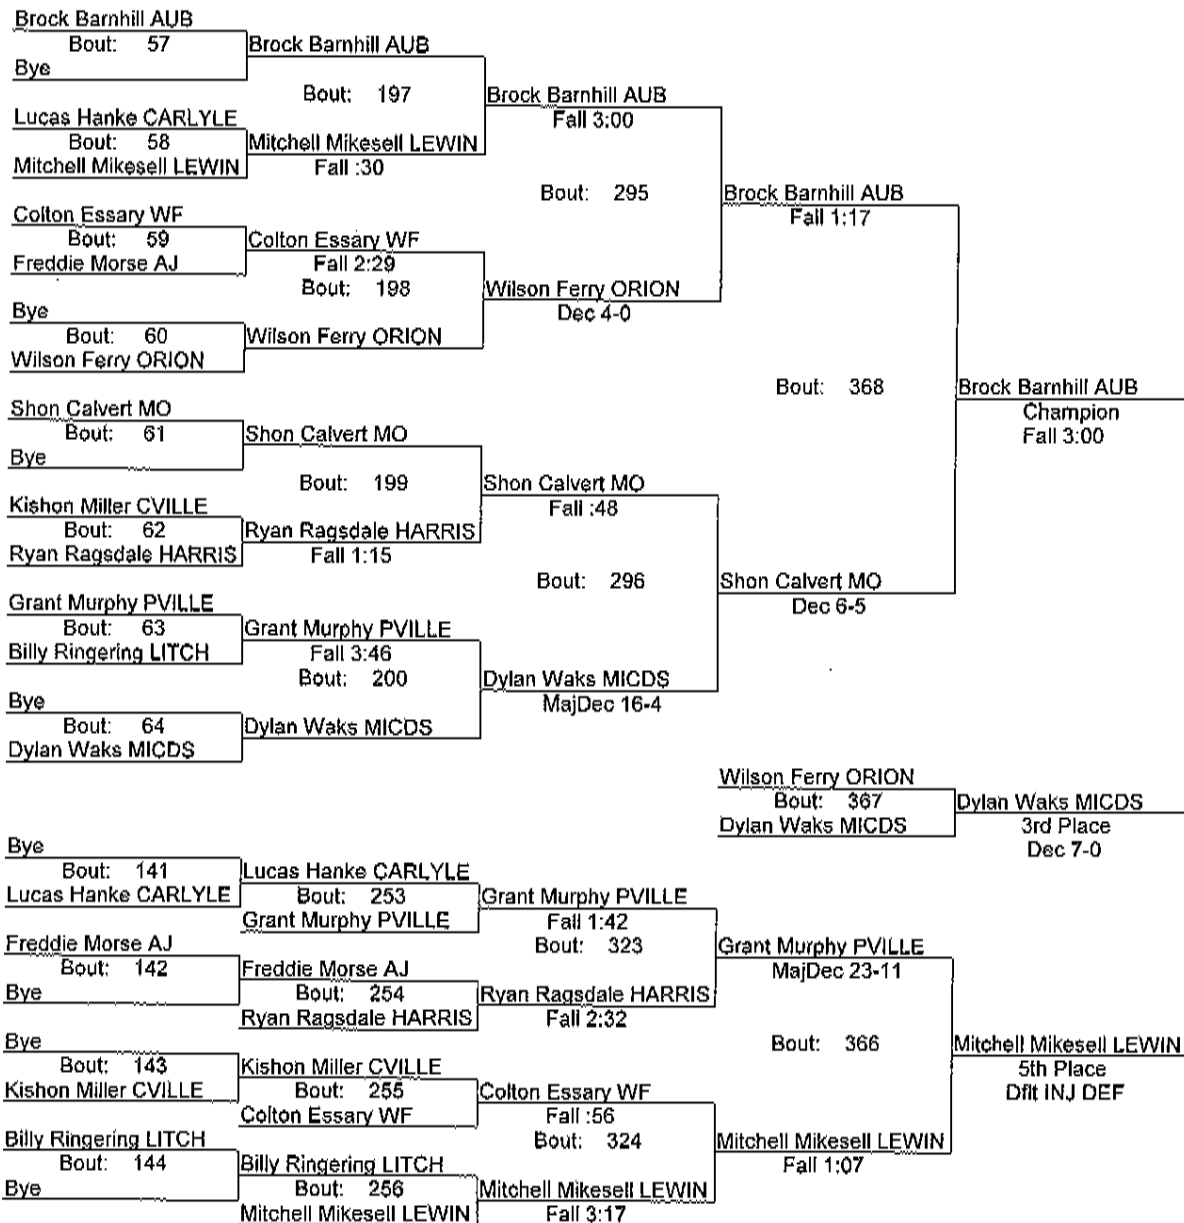 Brock Barnhill AUB
Bout: 57
Bye
Brock Barnhill AUB
Bout: 197
Lucas Hanke CARLYLE
Bout: 58
Mitchell Mikesell LEWIN
Mitchell Mikesell LEWIN
Fall :30
Brock Barnhill AUB
Fall 3:00
Bout: 295
Colton Essary WF
Bout: 59
Freddie Morse AJ
Colton Essary WF
Fall 2:29
Bout: 198
Bye
Bout: 60
Wilson Ferry ORION
Wilson Ferry ORION
Wilson Ferry ORION
Dec 4-0
Brock Barnhill AUB
Fall 1:17
Bout: 368
Shon Calvert MO
Bout: 61
Bye
Shon Calvert MO
Bout: 199
Kishon Miller CVILLE
Bout: 62
Ryan Ragsdale HARRIS
Ryan Ragsdale HARRIS
Fall 1:15
Shon Calvert MO
Fall :48
Bout: 296
Grant Murphy PVILLE
Bout: 63
Billy Ringering LITCH
Grant Murphy PVILLE
Fall 3:46
Bout: 200
Bye
Bout: 64
Dylan Waks MICDS
Dylan Waks MICDS
Dylan Waks MICDS
MajDec 16-4
Shon Calvert MO
Dec 6-5
Brock Barnhill AUB
Champion
Fall 3:00
Wilson Ferry ORION
Bout: 367
Dylan Waks MICDS
Dylan Waks MICDS
3rd Place
Dec 7-0
Bye
Bout: 141
Lucas Hanke CARLYLE
Lucas Hanke CARLYLE
Bout: 253
Grant Murphy PVILLE
Grant Murphy PVILLE
Fall 1:42
Bout: 323
Freddie Morse AJ
Bout: 142
Bye
Freddie Morse AJ
Bout: 254
Ryan Ragsdale HARRIS
Ryan Ragsdale HARRIS
Fall 2:32
Grant Murphy PVILLE
MajDec 23-11
Bout: 366
Bye
Bout: 143
Kishon Miller CVILLE
Kishon Miller CVILLE
Bout: 255
Colton Essary WF
Colton Essary WF
Fall :56
Bout: 324
Billy Ringering LITCH
Bout: 144
Bye
Billy Ringering LITCH
Bout: 256
Mitchell Mikesell LEWIN
Mitchell Mikesell LEWIN
Fall 3:17
Mitchell Mikesell LEWIN
Fall 1:07
Mitchell Mikesell LEWIN
5th Place
Dflt INJ DEF